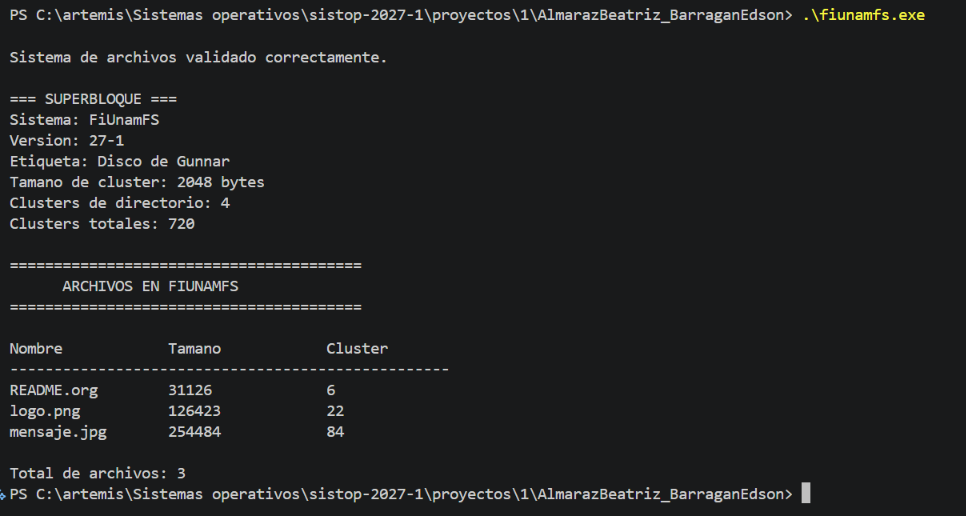 PS C:\artemis\Sistemas operativos\sistop-2027-1\proyectos\1\AlmarazBeatriz_BarraganEdson> .\fiunamfs.exe
Sistema de archivos validado correctamente.
=== SUPERBLOQUE ===
Sistema: FiUnamFS
Version: 27-1
Etiqueta: Disco de Gunnar
Tamano de cluster: 2048 bytes
Clusters de directorio: 4
Clusters totales: 720
========================================
ARCHIVOS EN FIUNAMFS
========================================
Nombre Tamano Cluster
--------------------------------------------------
README.org 31126 6
logo.png 126423 22
mensaje.jpg 254484 84
Total de archivos: 3
PS C:\artemis\Sistemas operativos\sistop-2027-1\proyectos\1\AlmarazBeatriz_BarraganEdson>